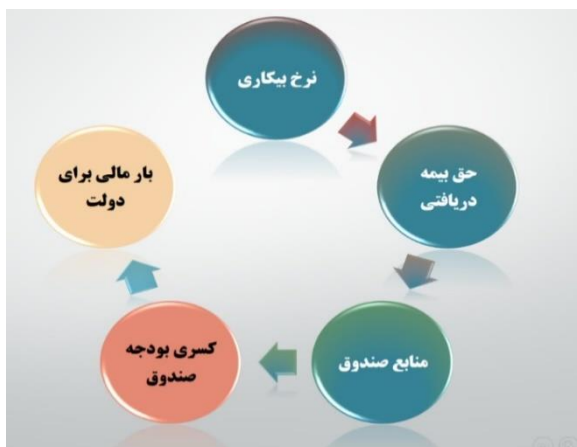 نرخ بیکاری
حق بیمه
دریافتی
منابع صندوق
کسری بودجه
صندوق
بار مالی برای
دولت